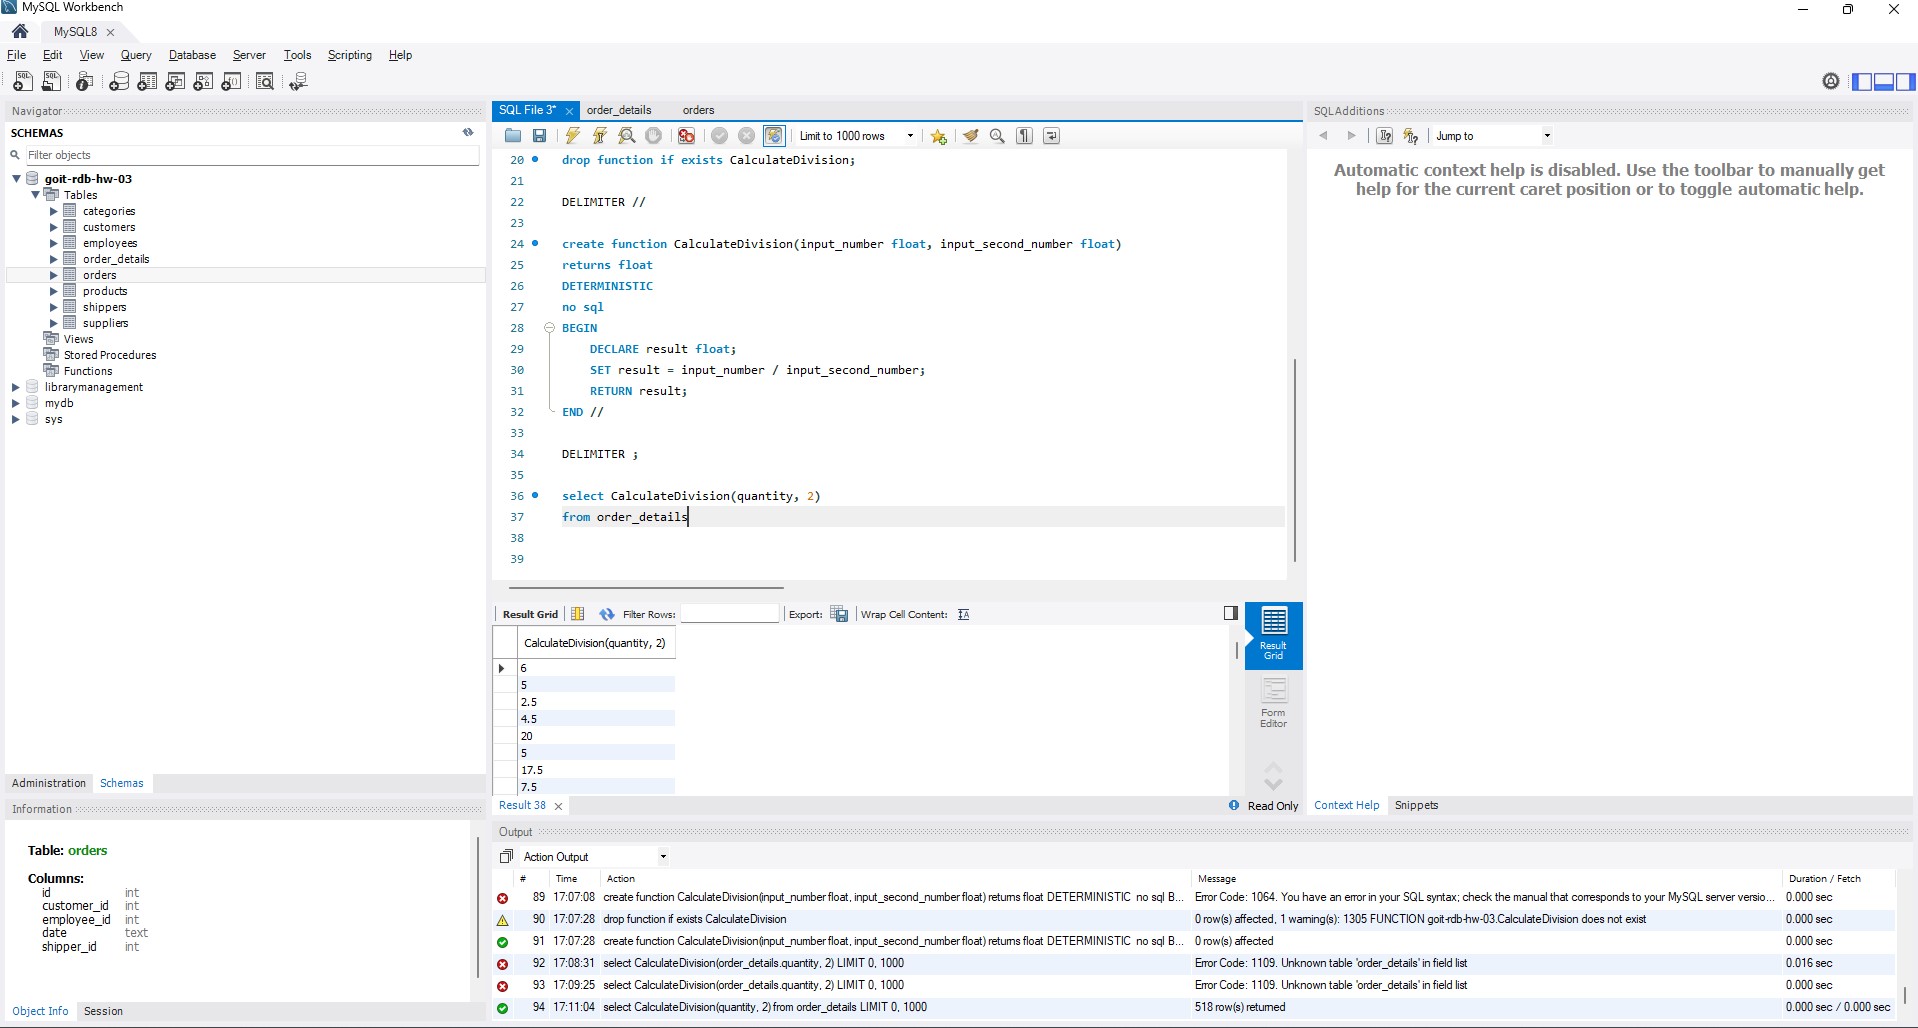 MySQL Workbench
MySQL8
File Edit View Query Database Server Tools Scripting Help
Navigator
SCHEMAS
Filter objects
goit-rdb-hw-03
Tables
categories
customers
employees
order_details
orders
products
shippers
suppliers
Views
Stored Procedures
Functions
librarymanagement
mydb
sys
Administration Schemas
Information
Table: orders
Columns:
id int
customer_id int
employee_id int
date text
shipper_id int
Object Info Session
SQL File 3* order_details orders
Limit to 1000 rows
20 drop function if exists CalculateDivision;
21
22 DELIMITER //
23
24 create function CalculateDivision(input_number float, input_second_number float)
25 returns float
26 DETERMINISTIC
27 no sql
28 BEGIN
29 DECLARE result float;
30 SET result = input_number / input_second_number;
31 RETURN result;
32 END //
33
34 DELIMITER ;
35
36 select CalculateDivision(quantity, 2)
37 from order_details
38
39
Result Grid Filter Rows: Export: Wrap Cell Content:
CalculateDivision(quantity, 2)
6
5
2.5
4.5
20
5
17.5
7.5
Result Grid
Form Editor
Result 38 Read Only
SQLAdditions
Jump to
Automatic context help is disabled. Use the toolbar to manually get
help for the current caret position or to toggle automatic help.
Context Help Snippets
Output
Action Output
# Time Action Message Duration / Fetch
89 17:07:08 create function CalculateDivision(input_number float, input_second_number float) returns float DETERMINISTIC no sql B... Error Code: 1064. You have an error in your SQL syntax; check the manual that corresponds to your MySQL server versio... 0.000 sec
90 17:07:28 drop function if exists CalculateDivision 0 row(s) affected, 1 warning(s): 1305 FUNCTION goit-rdb-hw-03.CalculateDivision does not exist 0.000 sec
91 17:07:28 create function CalculateDivision(input_number float, input_second_number float) returns float DETERMINISTIC no sql B... 0 row(s) affected 0.000 sec
92 17:08:31 select CalculateDivision(order_details.quantity, 2) LIMIT 0, 1000 Error Code: 1109. Unknown table 'order_details' in field list 0.016 sec
93 17:09:25 select CalculateDivision(order_details.quantity, 2) LIMIT 0, 1000 Error Code: 1109. Unknown table 'order_details' in field list 0.000 sec
94 17:11:04 select CalculateDivision(quantity, 2) from order_details LIMIT 0, 1000 518 row(s) returned 0.000 sec / 0.000 sec